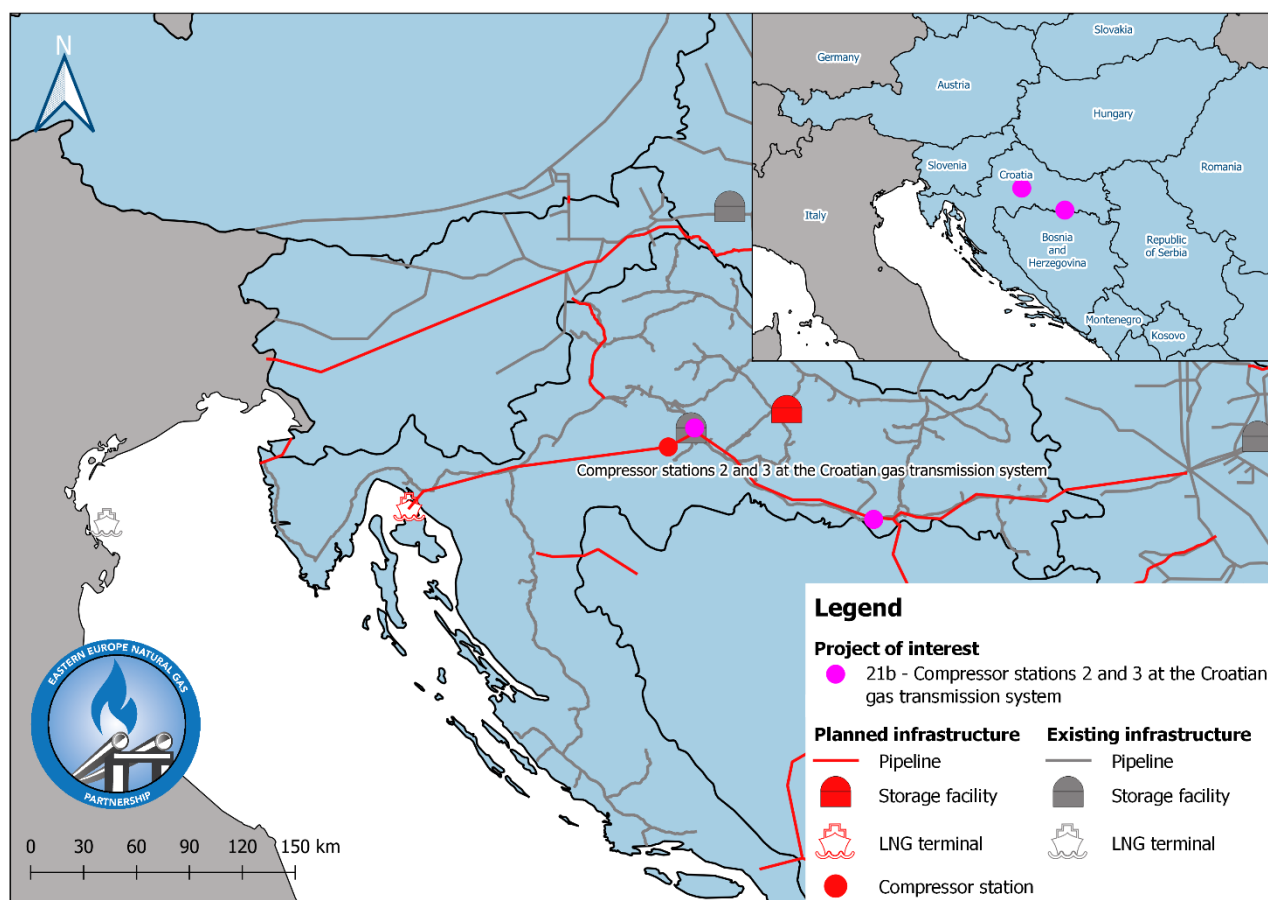 N
Slovakia
Germany
Austria
Hungary
Slovenia
Croatia
Romania
Italy
Bosnia
and
Herzegovina
Republic
of Serbia
Montenegro
Kosovo
Compressor stations 2 and 3 at the Croatian gas transmission system
EASTERN EUROPE NATURAL GAS
PARTNERSHIP
0 30 60 90 120 150 km
Legend
Project of interest
21b - Compressor stations 2 and 3 at the Croatian
gas transmission system
Planned infrastructure Existing infrastructure
Pipeline Pipeline
Storage facility Storage facility
LNG terminal LNG terminal
Compressor station